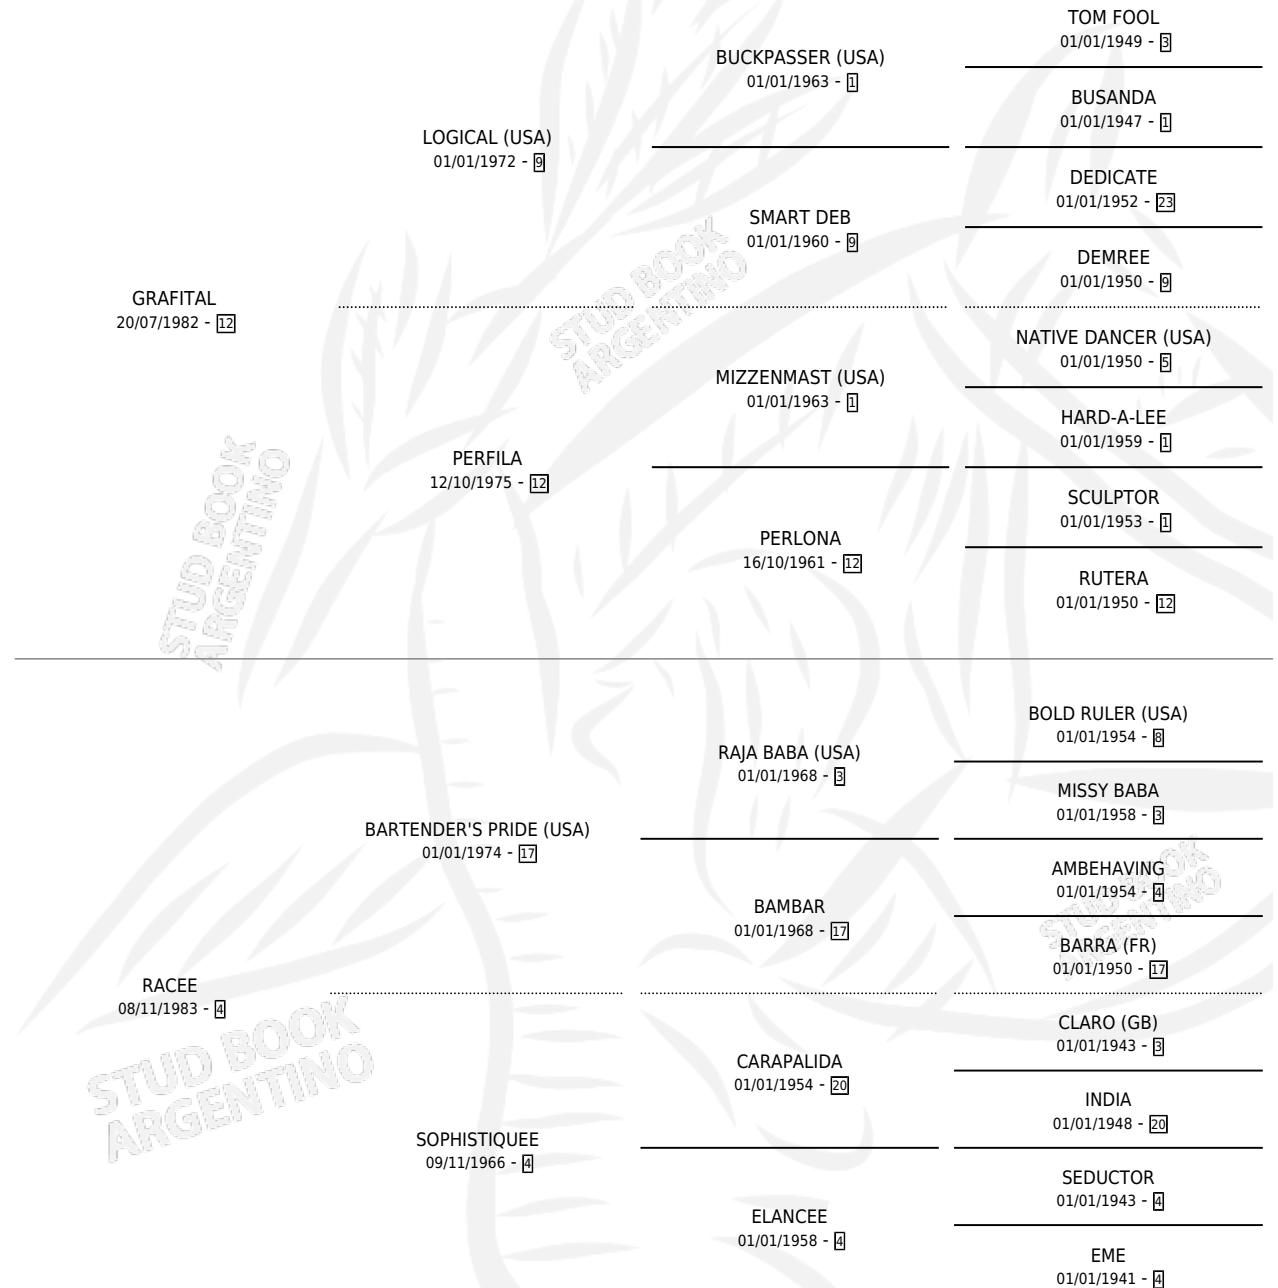 TOM FOOL
01/01/1949 - 3
BUCKPASSER (USA)
01/01/1963 - 1
BUSANDA
01/01/1947 - 1
LOGICAL (USA)
01/01/1972 - 9
DEDICATE
01/01/1952 - 23
SMART DEB
01/01/1960 - 9
DEMREE
01/01/1950 - 9
GRAFITAL
20/07/1982 - 12
NATIVE DANCER (USA)
01/01/1950 - 5
MIZZENMAST (USA)
01/01/1963 - 1
HARD-A-LEE
01/01/1959 - 1
PERFILA
12/10/1975 - 12
SCULPTOR
01/01/1953 - 1
PERLONA
16/10/1961 - 12
RUTERA
01/01/1950 - 12
STUD BOOK
ARGENTINO
STUD BOOK
ARGENTINO
BOLD RULER (USA)
01/01/1954 - 8
RAJA BABA (USA)
01/01/1968 - 3
MISSY BABA
01/01/1958 - 3
BARTENDER'S PRIDE (USA)
01/01/1974 - 17
AMBEHAVING
01/01/1954 - 4
BAMBAR
01/01/1968 - 17
BARRA (FR)
01/01/1950 - 17
STUD BOOK
ARGENTINO
RACEE
08/11/1983 - 4
CLARO (GB)
01/01/1943 - 3
CARAPALIDA
01/01/1954 - 20
INDIA
01/01/1948 - 20
SOPHISTIQUEE
09/11/1966 - 4
SEDUCTOR
01/01/1943 - 4
ELANCEE
01/01/1958 - 4
EME
01/01/1941 - 4
STUD BOOK
ARGENTINO